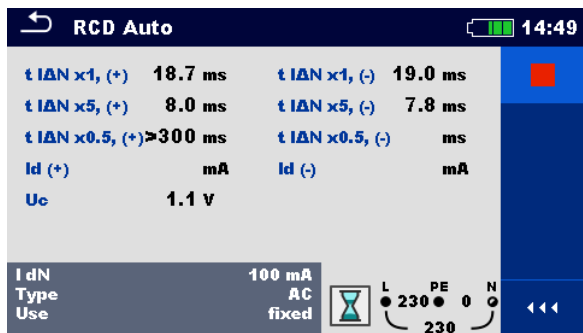 RCD Auto 14:49
t IΔN x1, (+) 18.7 ms t IΔN x1, (-) 19.0 ms
t IΔN x5, (+) 8.0 ms t IΔN x5, (-) 7.8 ms
t IΔN x0.5, (+) >300 ms t IΔN x0.5, (-) ms
Id (+) mA Id (-) mA
Uc 1.1 V
I dN 100 mA
Type AC
Use fixed
L PE N
230 0
230